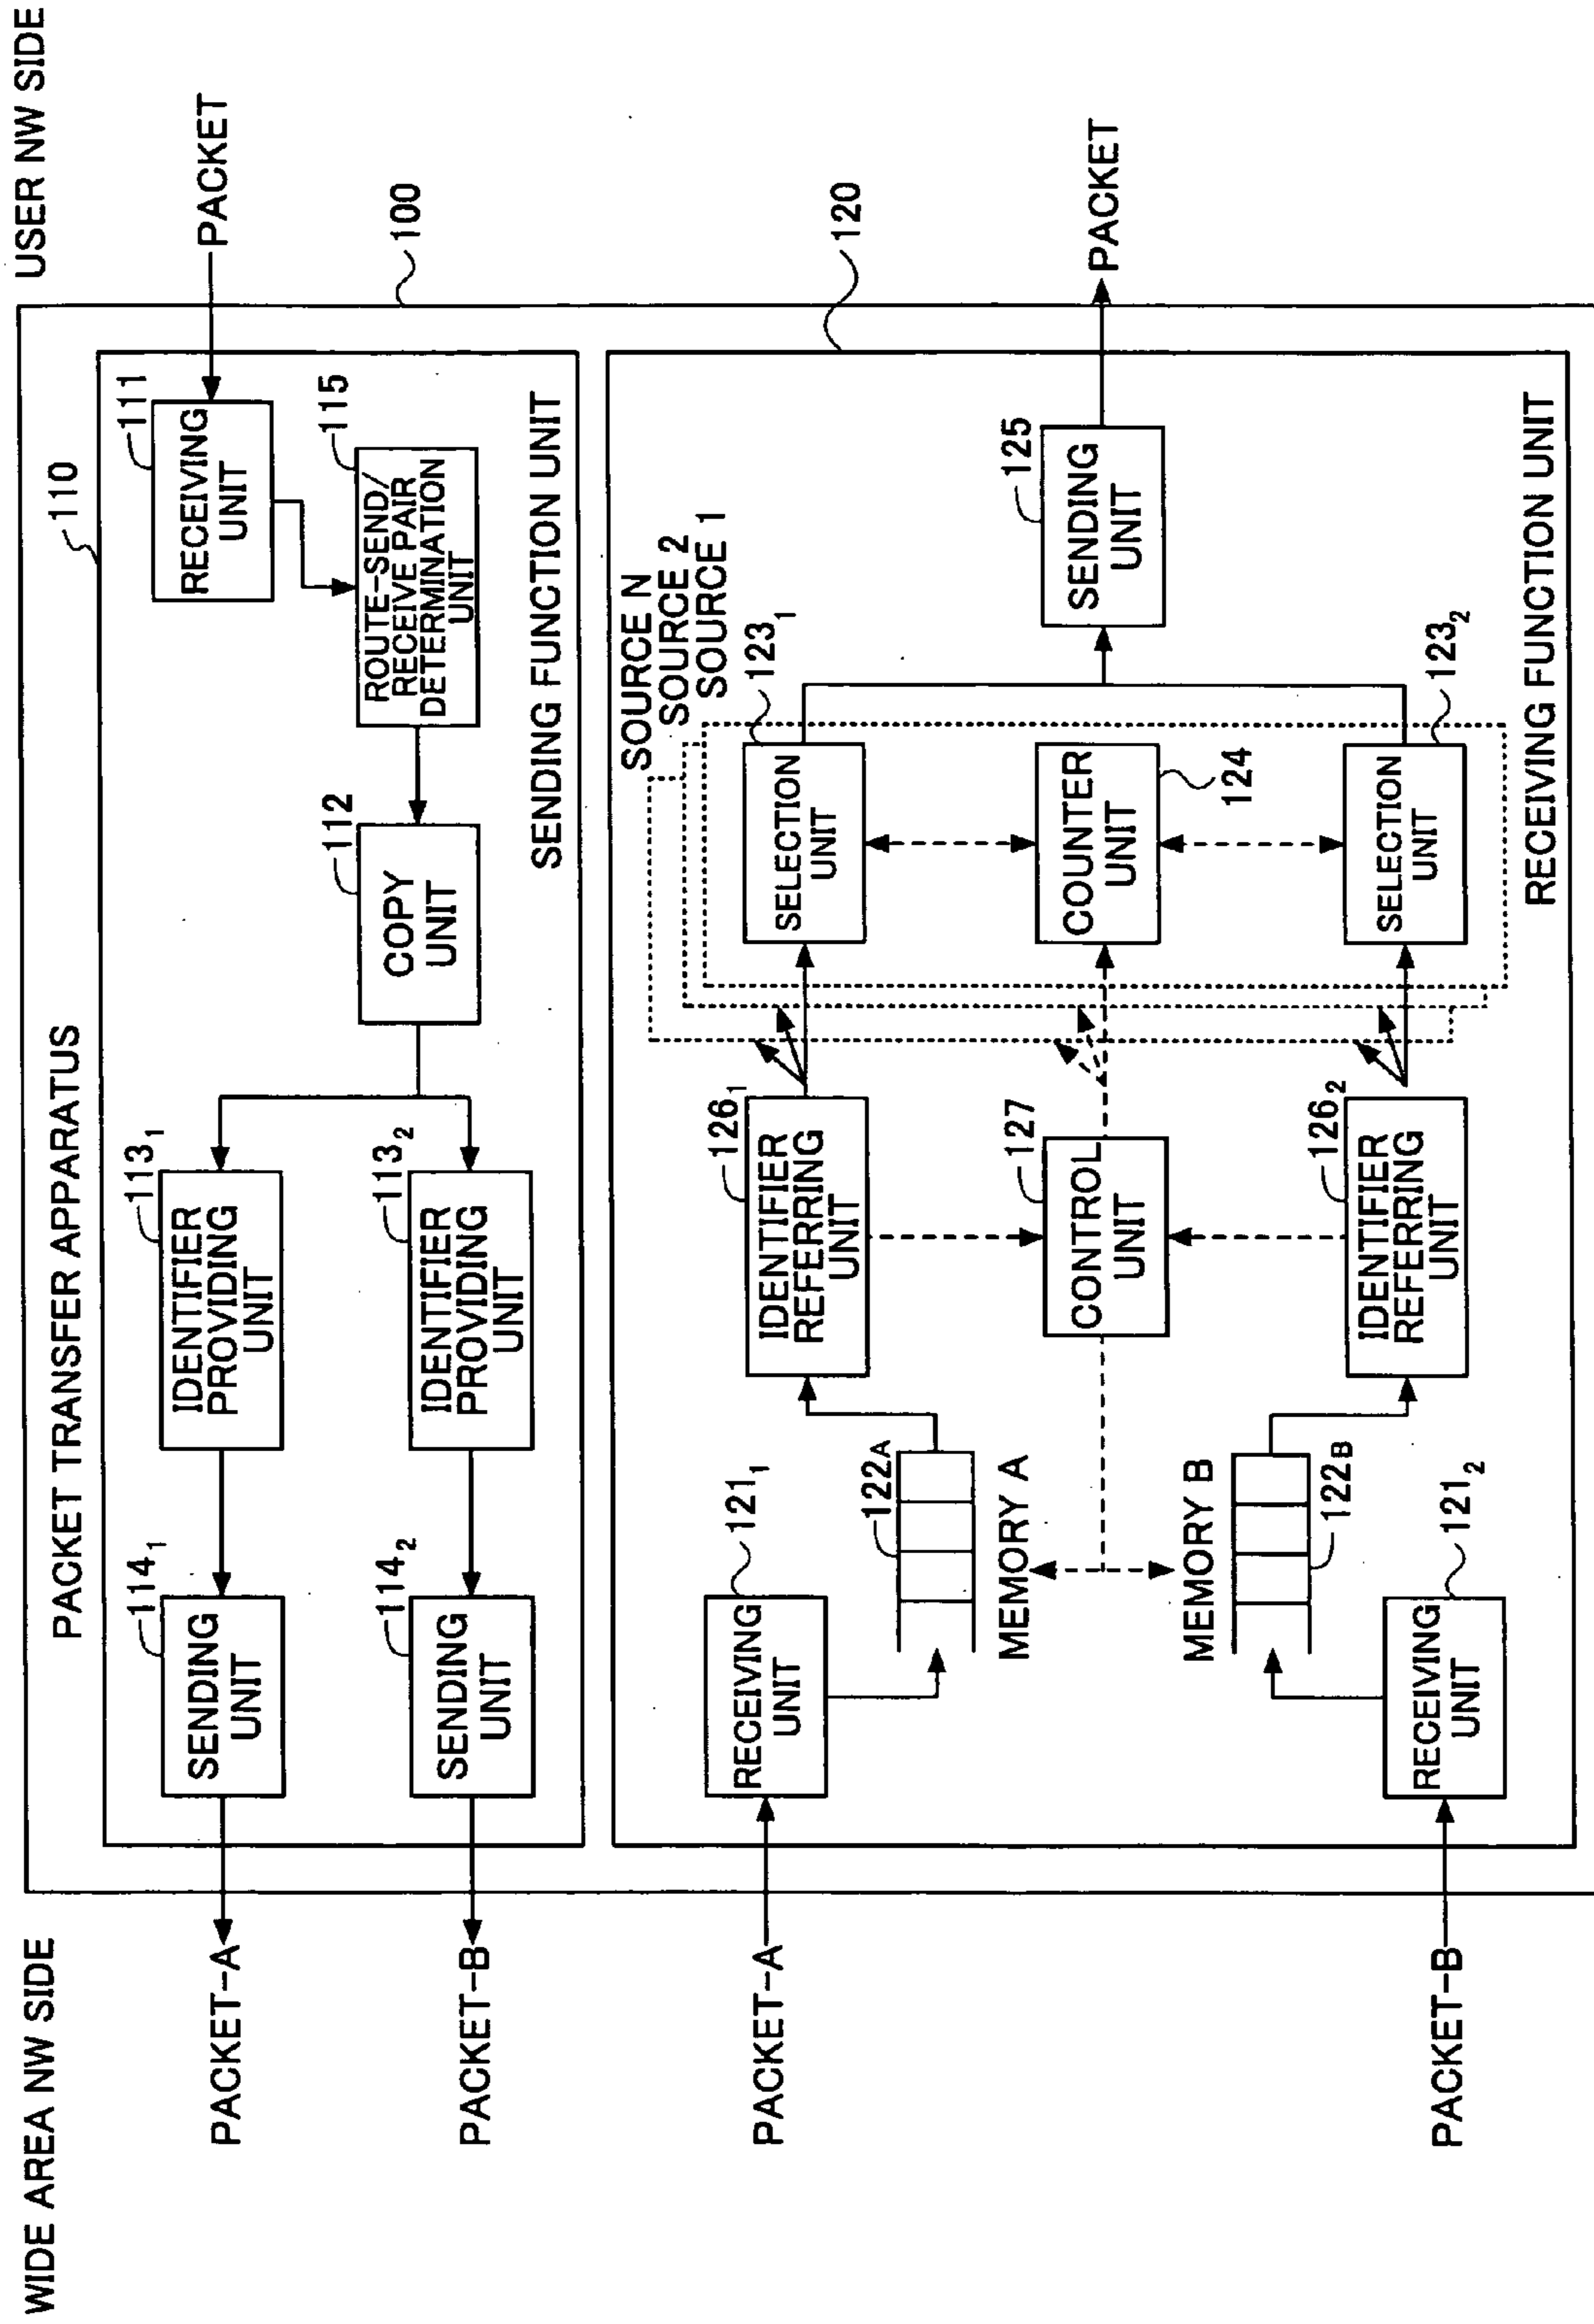 WIDE AREA NW SIDE
USER NW SIDE
PACKET TRANSFER APPARATUS
100
110
PACKET
111
RECEIVING
UNIT
115
ROUTE-SEND/
RECEIVE PAIR
DETERMINATION
UNIT
112
COPY
UNIT
113₁
IDENTIFIER
PROVIDING
UNIT
113₂
IDENTIFIER
PROVIDING
UNIT
114₁
SENDING
UNIT
114₂
SENDING
UNIT
PACKET-A
PACKET-B
SENDING FUNCTION UNIT
120
PACKET-A
121₁
RECEIVING
UNIT
122A
MEMORY A
MEMORY B
122B
121₂
RECEIVING
UNIT
PACKET-B
126₁
IDENTIFIER
REFERRING
UNIT
127
CONTROL
UNIT
126₂
IDENTIFIER
REFERRING
UNIT
SOURCE N
SOURCE 2
SOURCE 1
123₁
SELECTION
UNIT
COUNTER
UNIT
124
123₂
SELECTION
UNIT
125
SENDING
UNIT
PACKET
RECEIVING FUNCTION UNIT